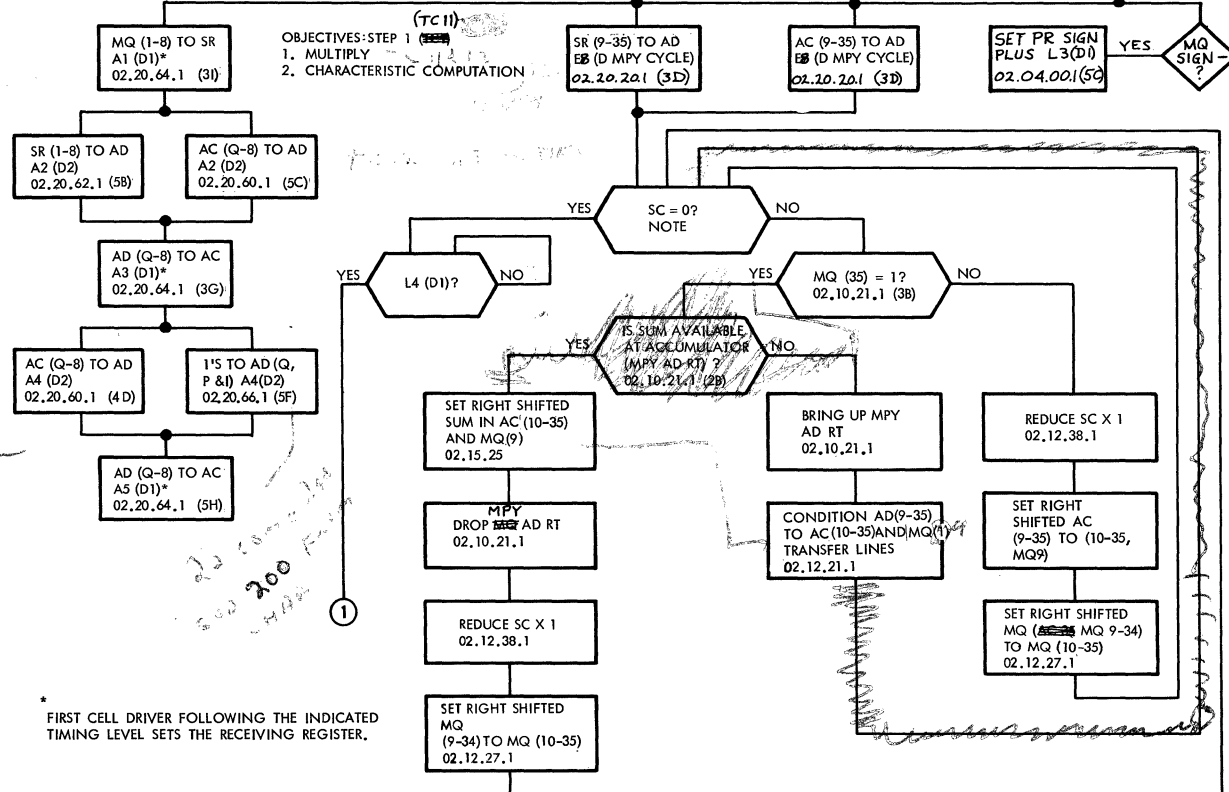 (TC 11)
OBJECTIVES: STEP 1
1. MULTIPLY
2. CHARACTERISTIC COMPUTATION
MQ (1-8) TO SR
A1 (D1)*
02.20.64.1 (3I)
SR (9-35) TO AD
E8 (D MPY CYCLE)
02.20.20.1 (3D)
AC (9-35) TO AD
E8 (D MPY CYCLE)
02.20.20.1 (3D)
SET PR SIGN
PLUS L3(D1)
02.04.00.1(5C)
YES
MQ
SIGN -
?
SR (1-8) TO AD
A2 (D2)
02.20.62.1 (5B)
AC (Q-8) TO AD
A2 (D2)
02.20.60.1 (5C)
AD (Q-8) TO AC
A3 (D1)*
02.20.64.1 (3G)
AC (Q-8) TO AD
A4 (D2)
02.20.60.1 (4D)
1'S TO AD (Q,
P &I) A4(D2)
02.20.66.1 (5F)
AD (Q-8) TO AC
A5 (D1)*
02.20.64.1 (5H)
YES
SC = 0?
NOTE
NO
YES
L4 (D1)?
NO
YES
MQ (35) = 1?
02.10.21.1 (3B)
NO
YES
IS SUM AVAILABLE
AT ACCUMULATOR
(MPY AD RT) ?
02.10.21.1 (2B)
NO
SET RIGHT SHIFTED
SUM IN AC (10-35)
AND MQ(9)
02.15.25
BRING UP MPY
AD RT
02.10.21.1
REDUCE SC X 1
02.12.38.1
MPY
DROP AD RT
02.10.21.1
CONDITION AD(9-35)
TO AC(10-35)AND MQ(1)
TRANSFER LINES
02.12.21.1
SET RIGHT
SHIFTED AC
(9-35) TO (10-35,
MQ9)
REDUCE SC X 1
02.12.38.1
SET RIGHT SHIFTED
MQ ( MQ 9-34)
TO MQ (10-35)
02.12.27.1
SET RIGHT SHIFTED
MQ
(9-34) TO MQ (10-35)
02.12.27.1
1
200
*
FIRST CELL DRIVER FOLLOWING THE INDICATED
TIMING LEVEL SETS THE RECEIVING REGISTER.